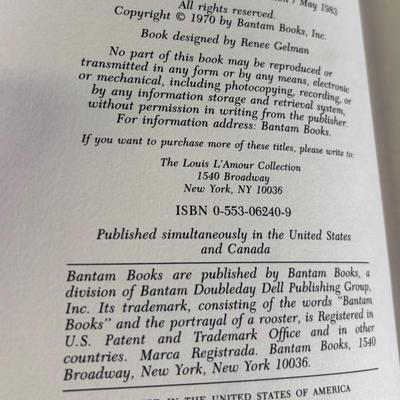 / May 1983
All rights reserved.
Copyright © 1970 by Bantam Books, Inc.
Book designed by Renee Gelman
No part of this book may be reproduced or
transmitted in any form or by any means, electronic
or mechanical, including photocopying, recording, or
by any information storage and retrieval system,
without permission in writing from the publisher.
For information address: Bantam Books.
If you want to purchase more of these titles, please write to:
The Louis L'Amour Collection
1540 Broadway
New York, NY 10036
ISBN 0-553-06240-9
Published simultaneously in the United States
and Canada
Bantam Books are published by Bantam Books, a
division of Bantam Doubleday Dell Publishing Group,
Inc. Its trademark, consisting of the words "Bantam
Books" and the portrayal of a rooster, is Registered in
U.S. Patent and Trademark Office and in other
countries. Marca Registrada. Bantam Books, 1540
Broadway, New York, New York 10036.
IN THE UNITED STATES OF AMERICA